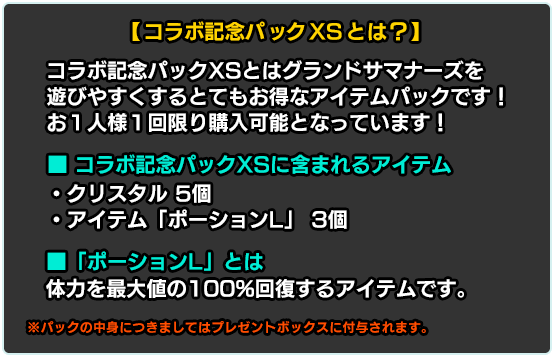 【コラボ記念パックXSとは？】
コラボ記念パックXSとはグランドサマナーズを
遊びやすくするとてもお得なアイテムパックです！
お１人様１回限り購入可能となっています！
■ コラボ記念パックXSに含まれるアイテム
・クリスタル 5個
・アイテム「ポーションL」 3個
■「ポーションL」とは
体力を最大値の100%回復するアイテムです。
※パックの中身につきましてはプレゼントボックスに付与されます。